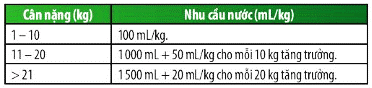 Cân nặng (kg) Nhu cầu nước (mL/kg)
1 – 10 100 mL/kg.
11 – 20 1 000 mL + 50 mL/kg cho mỗi 10 kg tăng trưởng.
> 21 1 500 mL + 20 mL/kg cho mỗi 20 kg tăng trưởng.